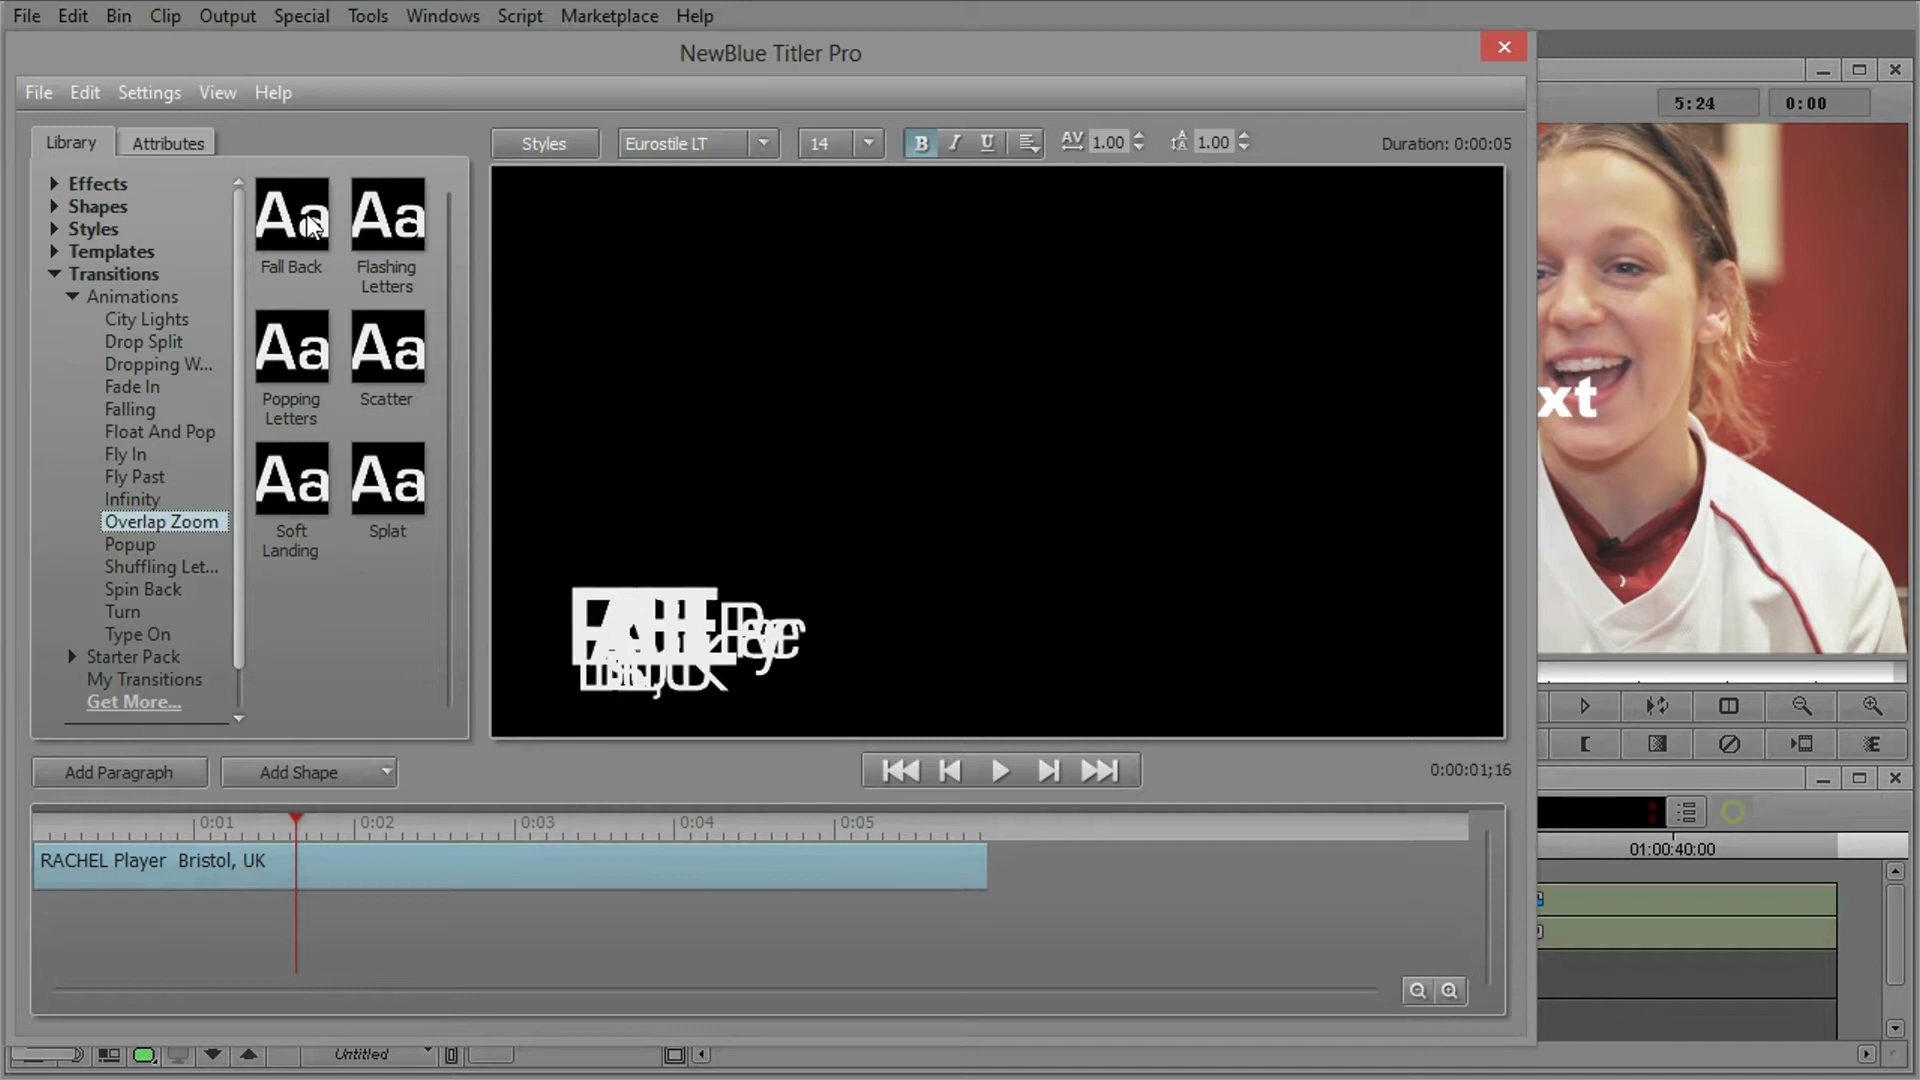 File Edit Bin Clip Output Special Tools Windows Script Marketplace Help
NewBlue Titler Pro
File Edit Settings View Help
5:24 0:00
Library Attributes
Styles Eurostile LT 14 B I U AV 1.00 1.00 Duration: 0:00:05
Effects
Shapes
Styles
Templates
Transitions
Animations
City Lights
Drop Split
Dropping W...
Fade In
Falling
Float And Pop
Fly In
Fly Past
Infinity
Overlap Zoom
Popup
Shuffling Let...
Spin Back
Turn
Type On
Starter Pack
My Transitions
Get More...
Aa Aa
Fall Back Flashing Letters
Aa Aa
Popping Letters Scatter
Aa Aa
Soft Landing Splat
xt
Add Paragraph Add Shape 0:00:01;16
0:01 0:02 0:03 0:04 0:05
RACHEL Player Bristol, UK
01:00:40:00
Untitled